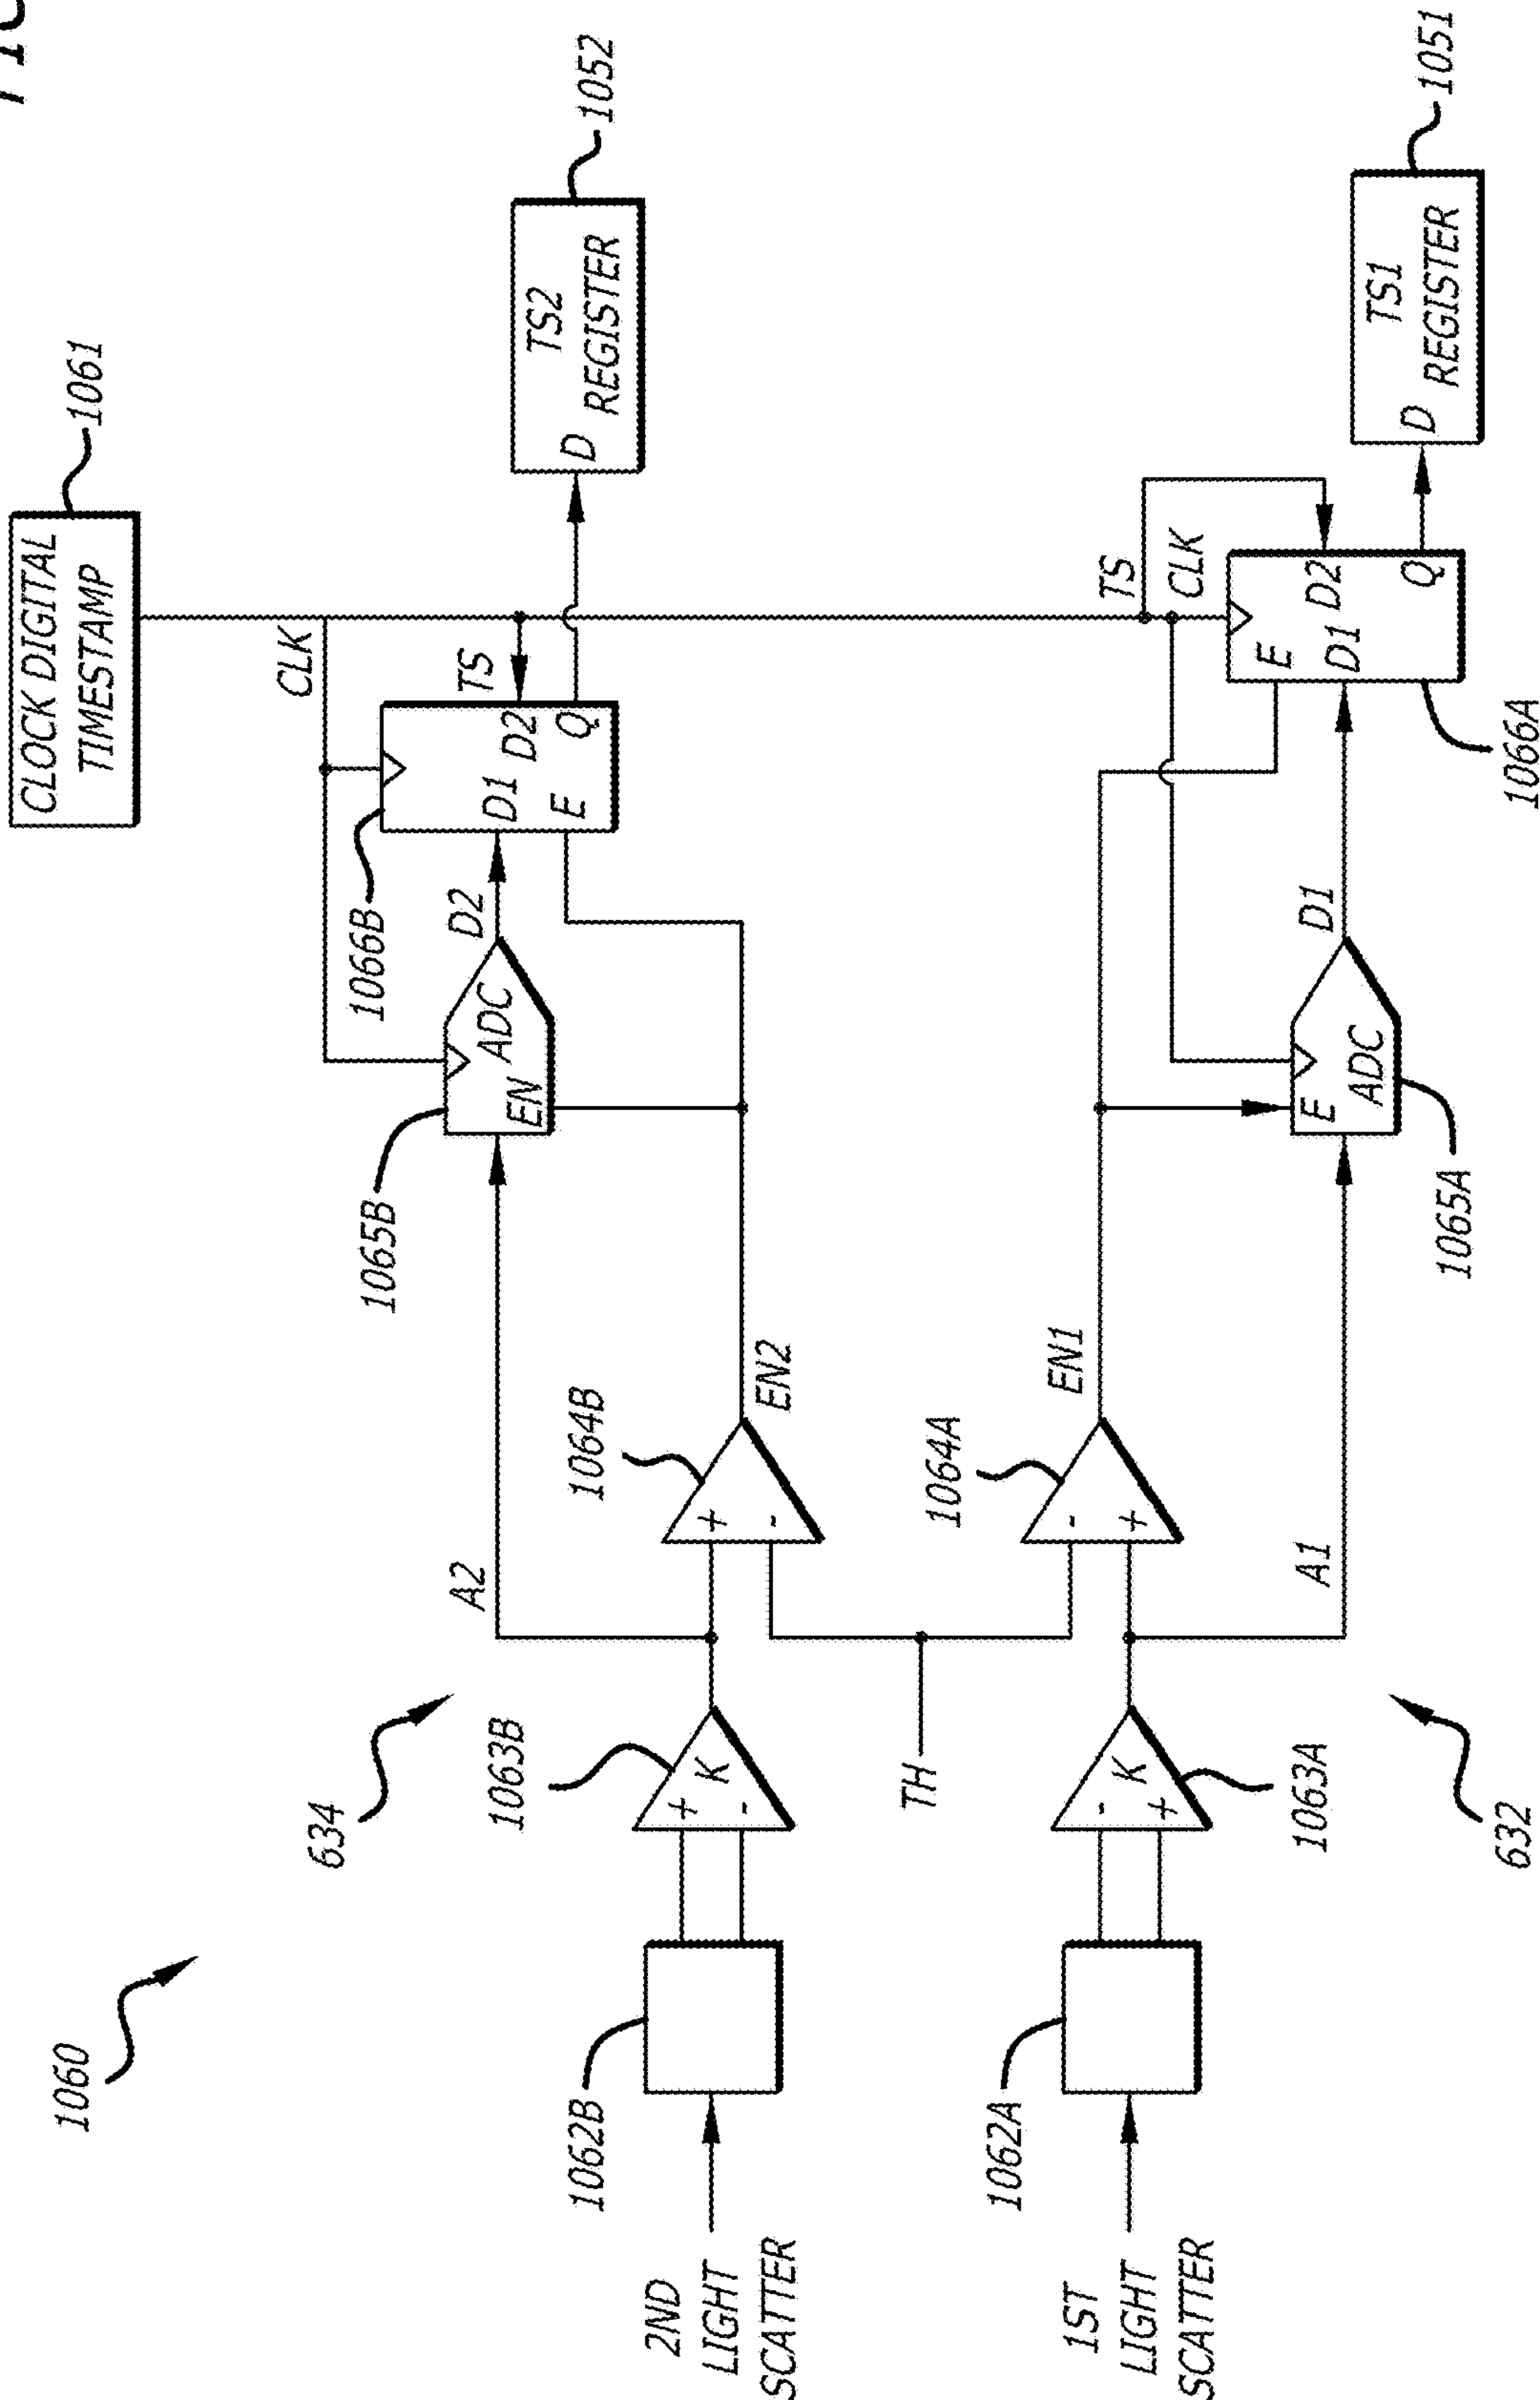 CLOCK DIGITAL
TIMESTAMP
1061
CLK
TS
1066B
D1
D2
E
Q
TS2
D REGISTER
1052
1065B
ADC
EN
D2
A2
634
1060
1064B
+
-
EN2
1063B
+
K
-
1062B
2ND
LIGHT
SCATTER
TH
1064A
-
+
EN1
1063A
-
K
+
1062A
1ST
LIGHT
SCATTER
632
A1
1065A
E
ADC
D1
TS
CLK
1066A
E
D1
D2
Q
TS1
D REGISTER
1051